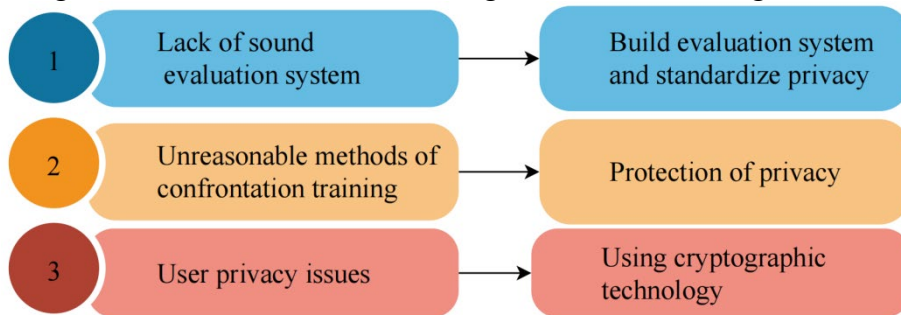 1
Lack of sound
evaluation system
Build evaluation system
and standardize privacy
2
Unreasonable methods of
confrontation training
Protection of privacy
3
User privacy issues
Using cryptographic
technology